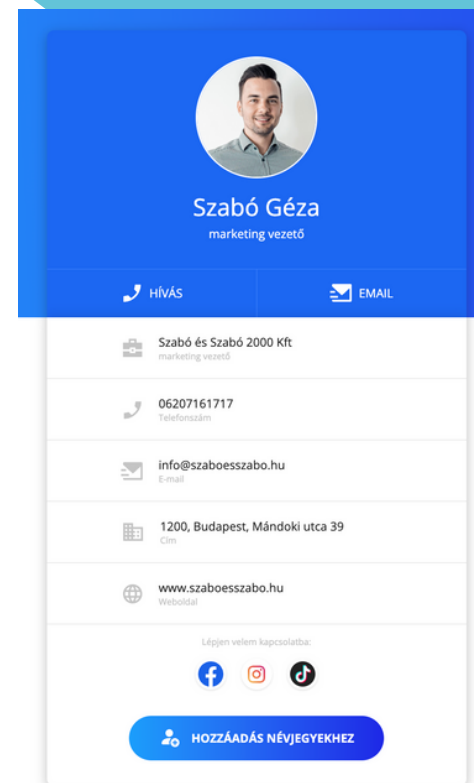 Szabó Géza
marketing vezető
HÍVÁS
EMAIL
Szabó és Szabó 2000 Kft
marketing vezető
06207161717
Telefonszám
info@szaboesszabo.hu
E-mail
1200, Budapest, Mándoki utca 39
Cím
www.szaboesszabo.hu
Weboldal
Lépjen velem kapcsolatba:
HOZZÁADÁS NÉVJEGYEKHEZ